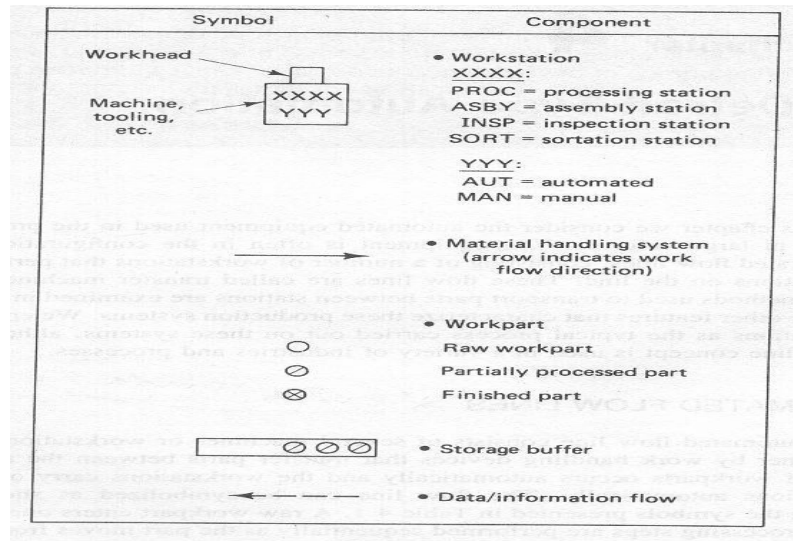 Symbol
Component
Workhead
Machine,
tooling,
etc.
XXXX
YYY
• Workstation
XXXX:
PROC = processing station
ASBY = assembly station
INSP = inspection station
SORT = sortation station
YYY:
AUT = automated
MAN = manual
• Material handling system
(arrow indicates work
flow direction)
• Workpart
Raw workpart
Partially processed part
Finished part
• Storage buffer
• Data/information flow